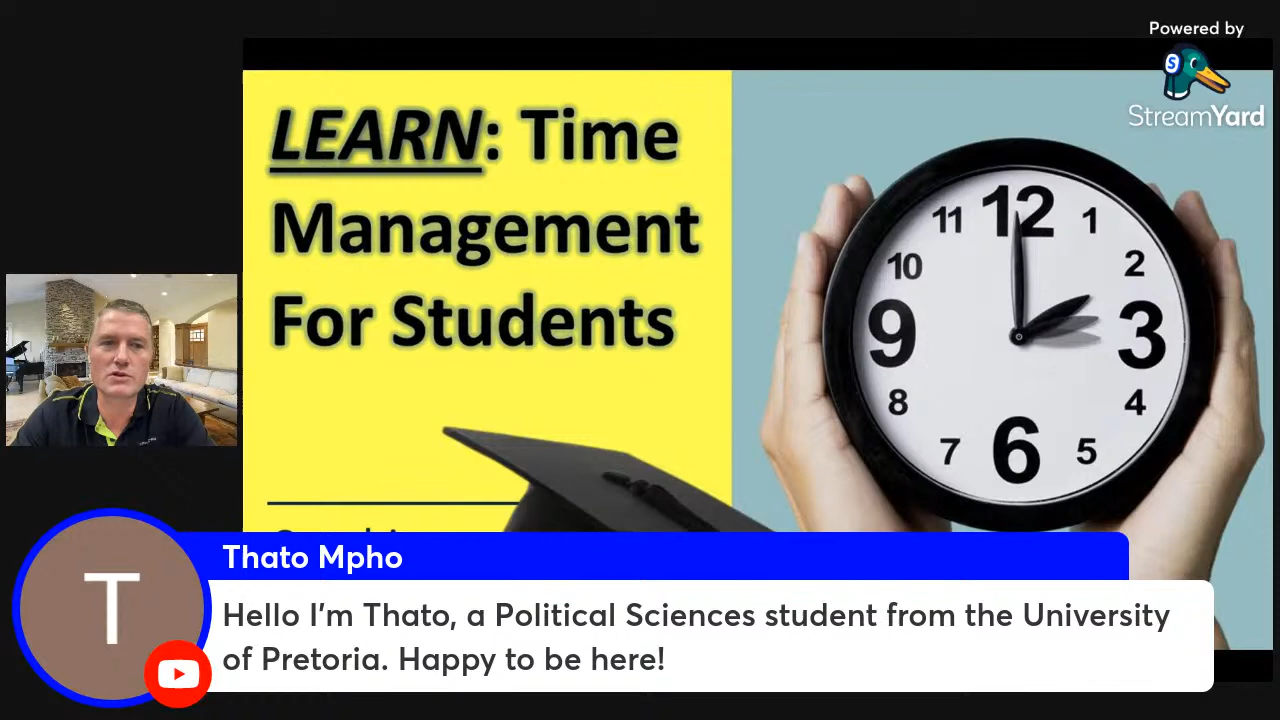 Powered by
StreamYard
LEARN: Time
Management
For Students
12
11
1
10
2
9
3
8
4
7
5
6
Thato Mpho
T
Hello I'm Thato, a Political Sciences student from the University
of Pretoria. Happy to be here!